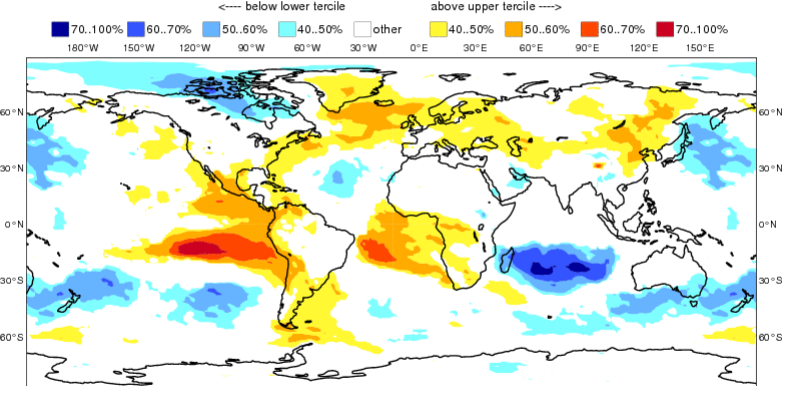 <---- below lower tercile above upper tercile ---->
70..100% 60..70% 50..60% 40..50% other 40..50% 50..60% 60..70% 70..100%
180°W 150°W 120°W 90°W 60°W 30°W 0°E 30°E 60°E 90°E 120°E 150°E
60°N 60°N
30°N 30°N
0°N 0°N
30°S 30°S
60°S 60°S